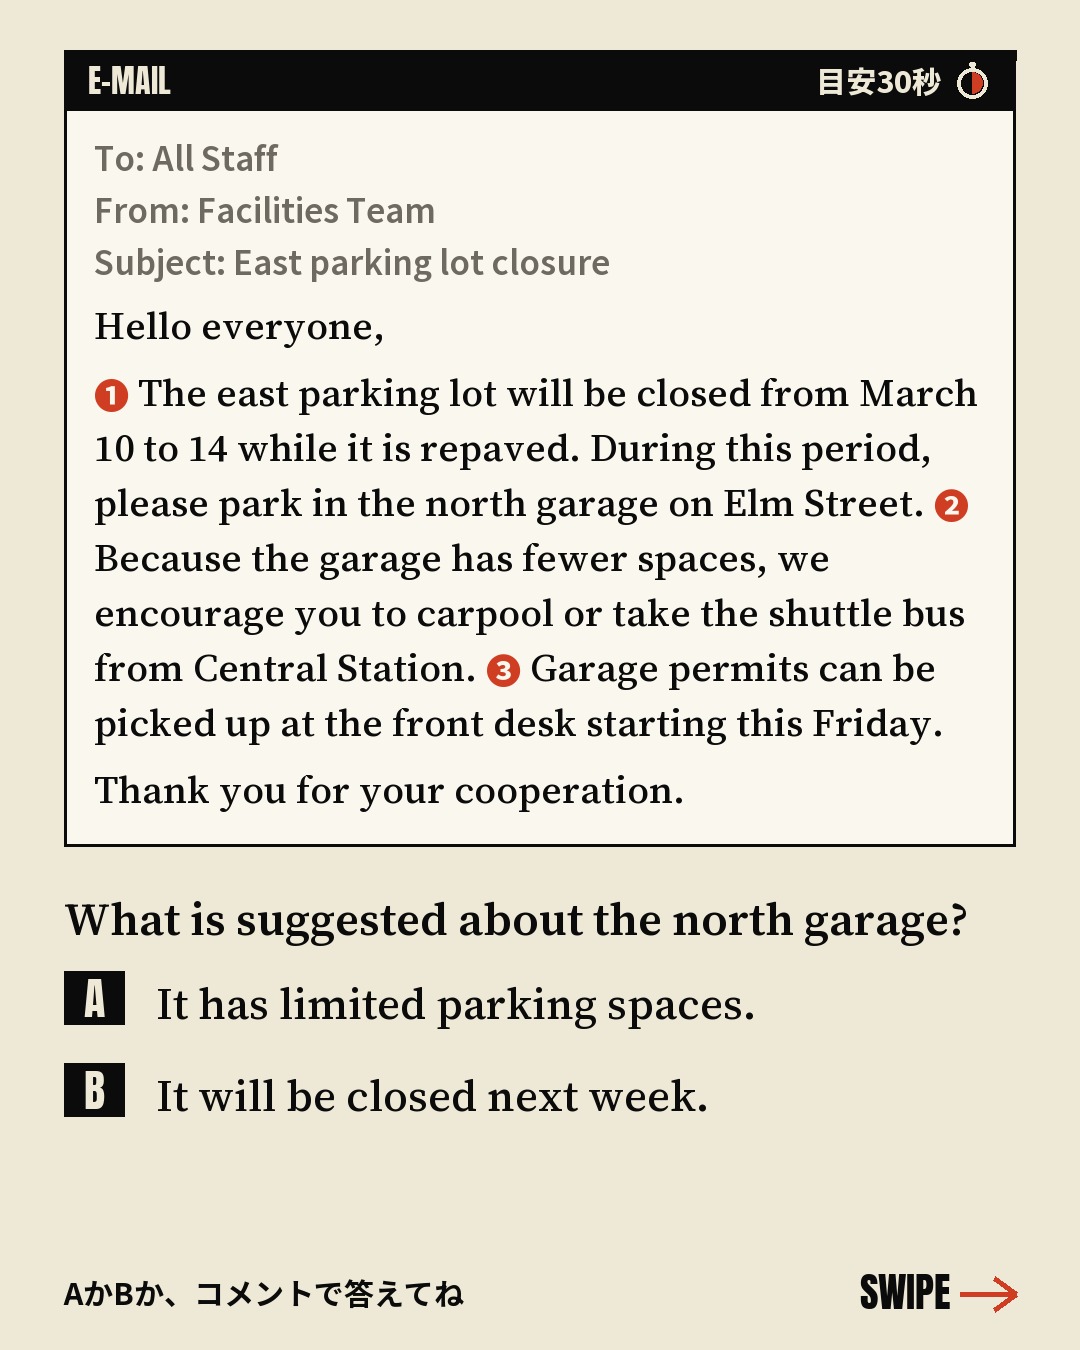 E-MAIL
目安30秒
To: All Staff
From: Facilities Team
Subject: East parking lot closure
Hello everyone,
❶ The east parking lot will be closed from March
10 to 14 while it is repaved. During this period,
please park in the north garage on Elm Street. ❷
Because the garage has fewer spaces, we
encourage you to carpool or take the shuttle bus
from Central Station. ❸ Garage permits can be
picked up at the front desk starting this Friday.
Thank you for your cooperation.
What is suggested about the north garage?
A It has limited parking spaces.
B It will be closed next week.
AかBか、コメントで答えてね
SWIPE